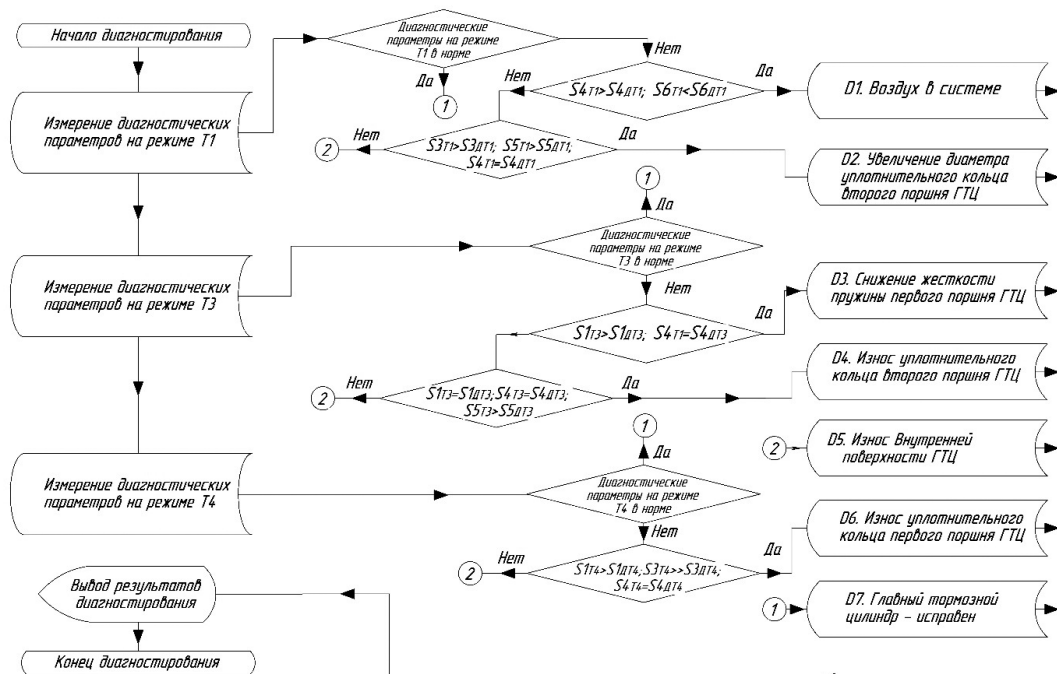 Начало диагностирования
Диагностические
параметры на режиме
Т1 в норме
Да
1
Нет
S4Т1>S4ДТ1; S6Т1<S6ДТ1
Да
Нет
D1. Воздух в системе
Измерение диагностических
параметров на режиме Т1
S3Т1>S3ДТ1; S5Т1>S5ДТ1;
S4Т1=S4ДТ1
Нет
2
Да
D2. Увеличение диаметра
уплотнительного кольца
второго поршня ГТЦ
1
Да
Диагностические
параметры на режиме
Т3 в норме
Нет
Измерение диагностических
параметров на режиме Т3
S1Т3>S1ДТ3; S4Т1=S4ДТ3
Да
D3. Снижение жесткости
пружины первого поршня ГТЦ
S1Т3=S1ДТ3; S4Т3=S4ДТ3;
S5Т3>S5ДТ3
Нет
2
Да
D4. Износ уплотнительного
кольца второго поршня ГТЦ
1
Да
2
D5. Износ Внутренней
поверхности ГТЦ
Измерение диагностических
параметров на режиме Т4
Диагностические
параметры на режиме
Т4 в норме
Нет
S1Т4>S1ДТ4; S3Т4>>S3ДТ4;
S4Т4=S4ДТ4
Нет
2
Да
D6. Износ уплотнительного
кольца первого поршня ГТЦ
1
D7. Главный тормозной
цилиндр – исправен
Вывод результатов
диагностирования
Конец диагностирования